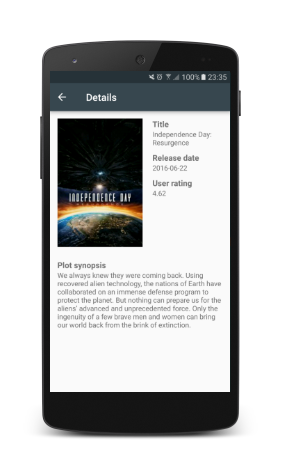 100% 23:35
Details
Title
Independence Day:
Resurgence
Release date
2016-06-22
User rating
4.62
INDEPENDENCE DAY
Plot synopsis
We always knew they were coming back. Using
recovered alien technology, the nations of Earth have
collaborated on an immense defense program to
protect the planet. But nothing can prepare us for the
aliens' advanced and unprecedented force. Only the
ingenuity of a few brave men and women can bring
our world back from the brink of extinction.